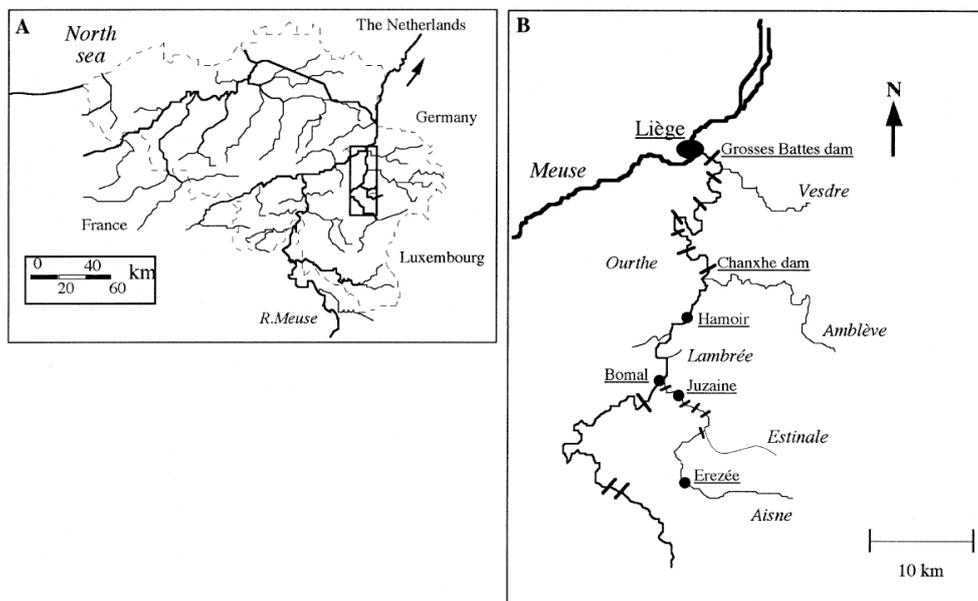 A
North
sea
The Netherlands
Germany
France
Luxembourg
0 40
km
20 60
R.Meuse
B
N
Liège
Grosses Battes dam
Meuse
Vesdre
Ourthe
Chanxhe dam
Hamoir
Amblève
Lambrée
Bomal
Juzaine
Estinale
Erezée
Aisne
10 km